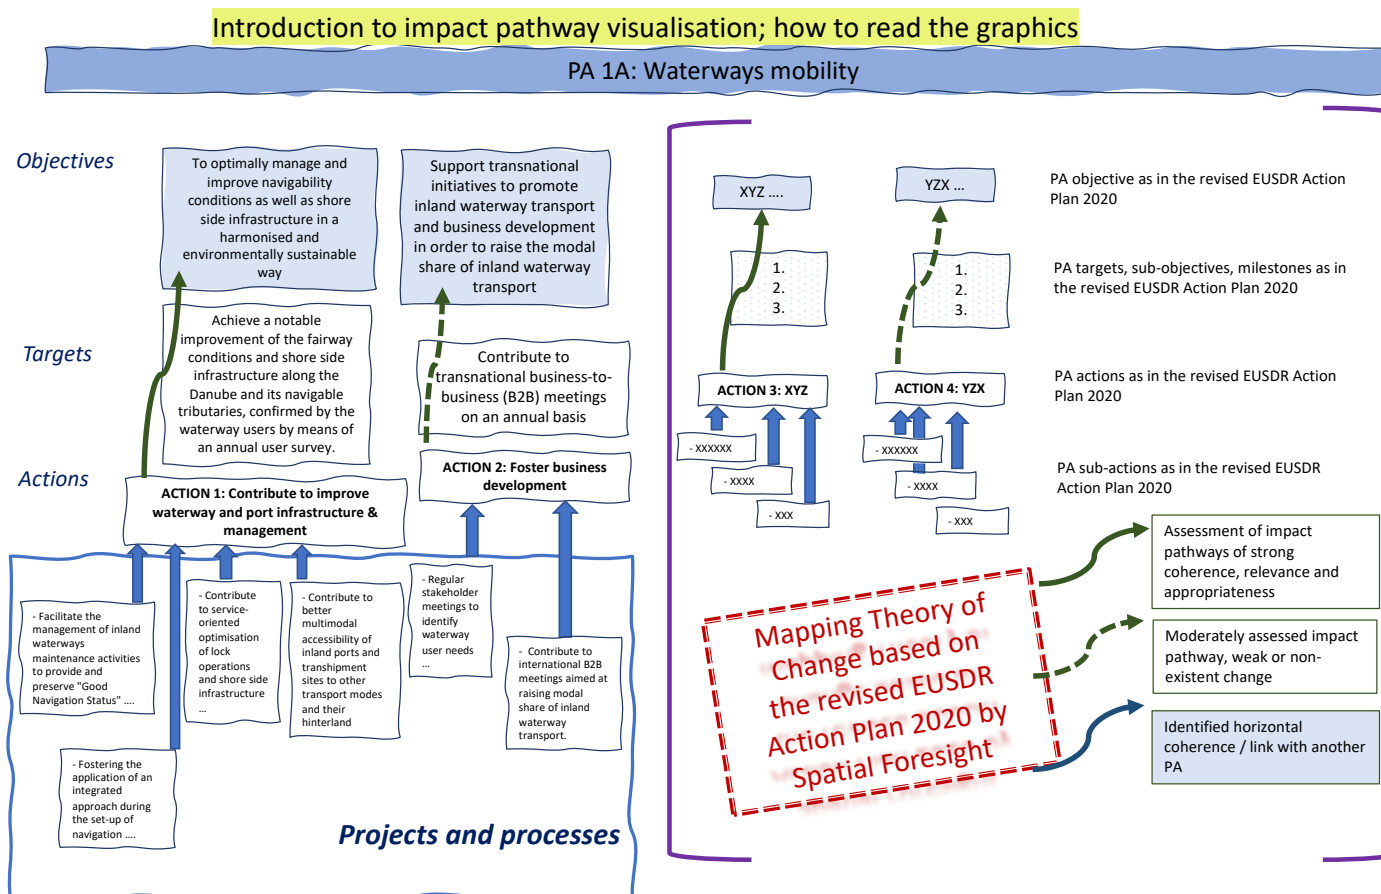 Introduction to impact pathway visualisation; how to read the graphics
PA 1A: Waterways mobility
Objectives
To optimally manage and
improve navigability
conditions as well as shore
side infrastructure in a
harmonised and
environmentally sustainable
way
Support transnational
initiatives to promote
inland waterway transport
and business development
in order to raise the modal
share of inland waterway
transport
Targets
Achieve a notable
improvement of the fairway
conditions and shore side
infrastructure along the
Danube and its navigable
tributaries, confirmed by the
waterway users by means of
an annual user survey.
Contribute to
transnational business-to-
business (B2B) meetings
on an annual basis
Actions
ACTION 1: Contribute to improve
waterway and port infrastructure &
management
ACTION 2: Foster business
development
- Facilitate the
management of inland
waterways
maintenance activities
to provide and
preserve "Good
Navigation Status" ....
- Contribute
to service-
oriented
optimisation
of lock
operations
and shore side
infrastructure
...
- Contribute to
better
multimodal
accessibility of
inland ports and
transhipment
sites to other
transport modes
and their
hinterland
- Regular
stakeholder
meetings to
identify
waterway
user needs
...
- Contribute to
international B2B
meetings aimed at
raising modal
share of inland
waterway
transport.
- Fostering the
application of an
integrated
approach during
the set-up of
navigation ....
Projects and processes
XYZ ....
YZX ...
PA objective as in the revised EUSDR Action
Plan 2020
1.
2.
3.
1.
2.
3.
PA targets, sub-objectives, milestones as in
the revised EUSDR Action Plan 2020
ACTION 3: XYZ
ACTION 4: YZX
PA actions as in the revised EUSDR Action
Plan 2020
- XXXXXX
- XXXX
- XXX
- XXXXXX
- XXXX
- XXX
PA sub-actions as in the revised EUSDR
Action Plan 2020
Mapping Theory of
Change based on
the revised EUSDR
Action Plan 2020 by
Spatial Foresight
Assessment of impact
pathways of strong
coherence, relevance and
appropriateness
Moderately assessed impact
pathway, weak or non-
existent change
Identified horizontal
coherence / link with another
PA